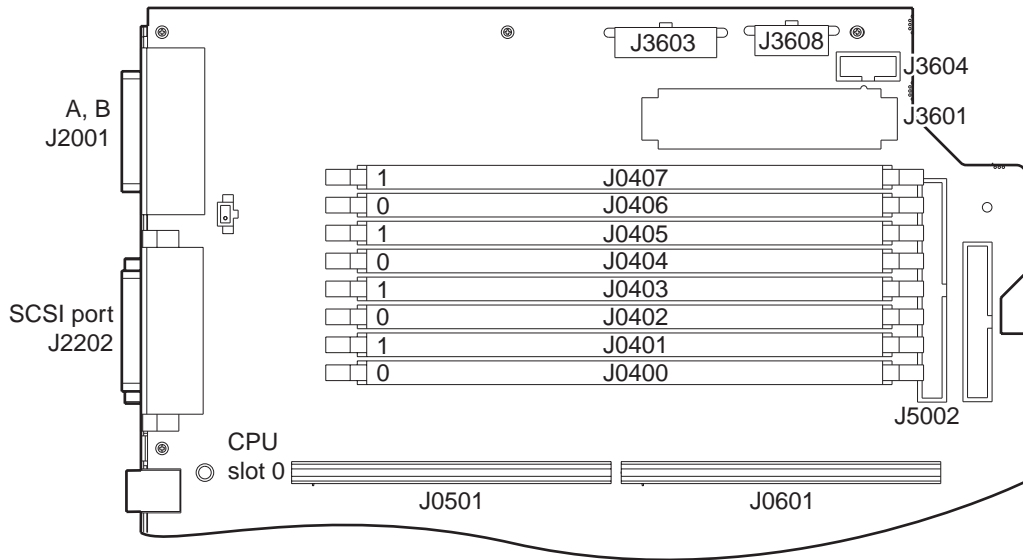 J3603
J3608
J3604
J3601
A, B
J2001
1 J0407
0 J0406
1 J0405
0 J0404
1 J0403
0 J0402
1 J0401
0 J0400
SCSI port
J2202
J5002
CPU
slot 0
J0501
J0601